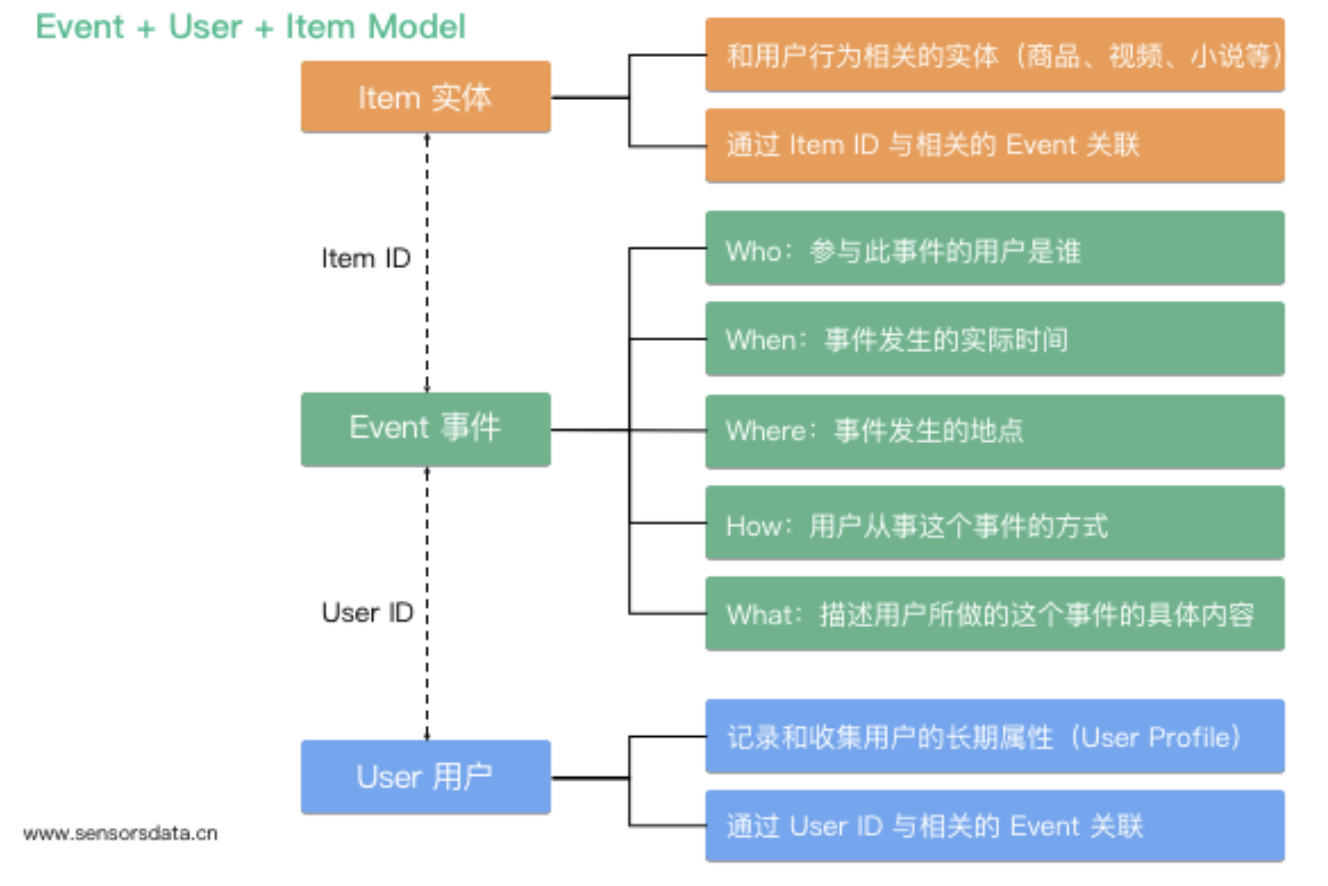 Event + User + Item Model
Item 实体
和用户行为相关的实体（商品、视频、小说等）
通过 Item ID 与相关的 Event 关联
Item ID
Event 事件
Who：参与此事件的用户是谁
When：事件发生的实际时间
Where：事件发生的地点
How：用户从事这个事件的方式
What：描述用户所做的这个事件的具体内容
User ID
User 用户
记录和收集用户的长期属性（User Profile）
通过 User ID 与相关的 Event 关联
www.sensorsdata.cn